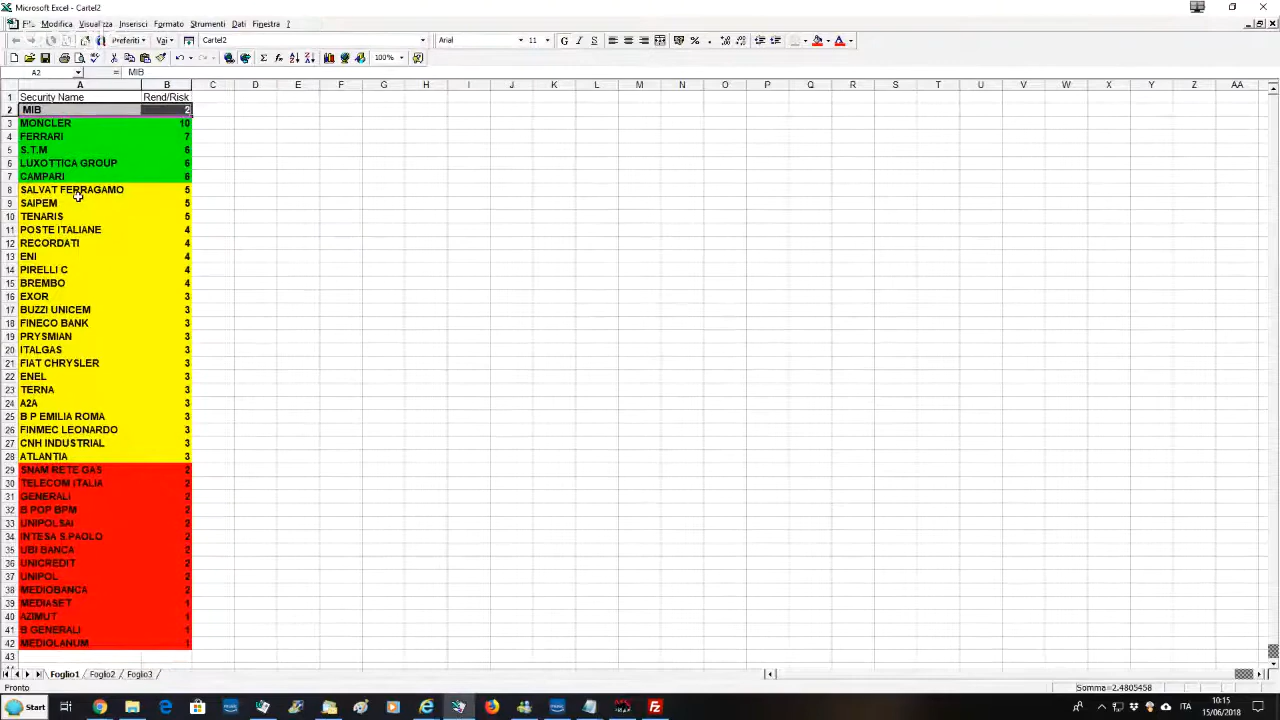 Microsoft Excel - Cartel2
File Modifica Visualizza Inserisci Formato Strumenti Dati Finestra ?
Preferiti Vai Cartel2 Arial 11 G I S
100%
A2 = MIB
A B C D E F G H I J K L M N O P Q R S T U V W X Y Z AA
1 Security Name Rend/Risk
2 MIB 2
3 MONCLER 10
4 FERRARI 7
5 S.T.M 6
6 LUXOTTICA GROUP 6
7 CAMPARI 6
8 SALVAT FERRAGAMO 5
9 SAIPEM 5
10 TENARIS 5
11 POSTE ITALIANE 4
12 RECORDATI 4
13 ENI 4
14 PIRELLI C 4
15 BREMBO 4
16 EXOR 3
17 BUZZI UNICEM 3
18 FINECO BANK 3
19 PRYSMIAN 3
20 ITALGAS 3
21 FIAT CHRYSLER 3
22 ENEL 3
23 TERNA 3
24 A2A 3
25 B P EMILIA ROMA 3
26 FINMEC LEONARDO 3
27 CNH INDUSTRIAL 3
28 ATLANTIA 3
29 SNAM RETE GAS 2
30 TELECOM ITALIA 2
31 GENERALI 2
32 B POP BPM 2
33 UNIPOLSAI 2
34 INTESA S.PAOLO 2
35 UBI BANCA 2
36 UNICREDIT 2
37 UNIPOL 2
38 MEDIOBANCA 2
39 MEDIASET 1
40 AZIMUT 1
41 B GENERALI 1
42 MEDIOLANUM 1
43
Foglio1 Foglio2 Foglio3
Pronto Somma=2.4805458
Start ITA 10:15
15/06/2018